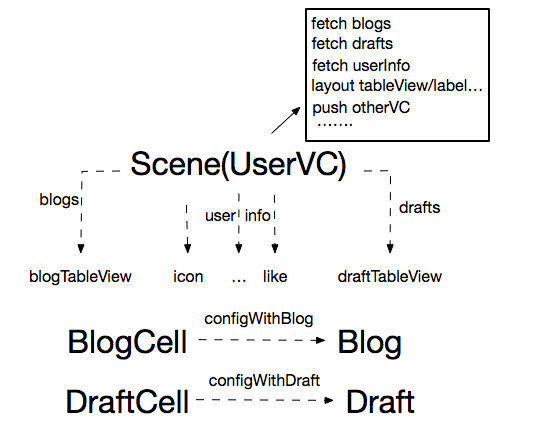 fetch blogs
fetch drafts
fetch userInfo
layout tableView/label...
push otherVC
.......
Scene(UserVC)
blogs
user info
drafts
blogTableView icon ... like draftTableView
BlogCell configWithBlog Blog
DraftCell configWithDraft Draft